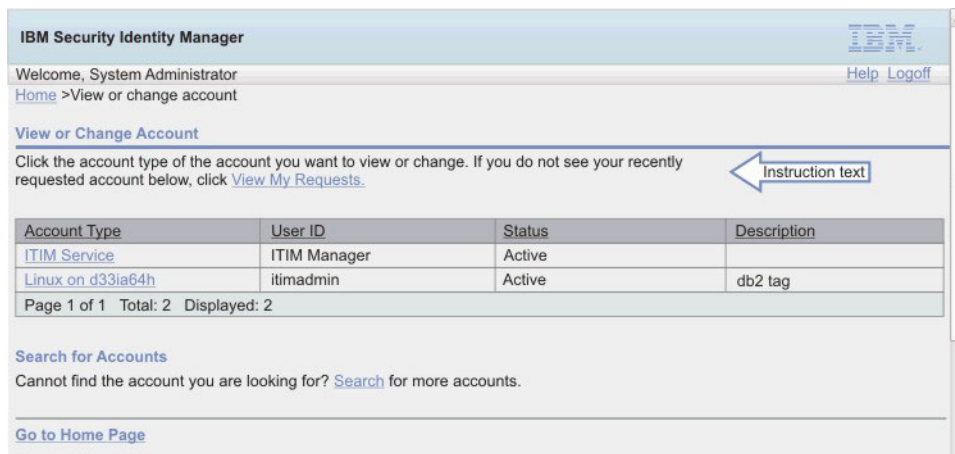 IBM Security Identity Manager
IBM.
Welcome, System Administrator
Help Logoff
Home >View or change account
View or Change Account
Click the account type of the account you want to view or change. If you do not see your recently
requested account below, click View My Requests.
Instruction text
Account Type User ID Status Description
ITIM Service ITIM Manager Active
Linux on d33ia64h itimadmin Active db2 tag
Page 1 of 1 Total: 2 Displayed: 2
Search for Accounts
Cannot find the account you are looking for? Search for more accounts.
Go to Home Page